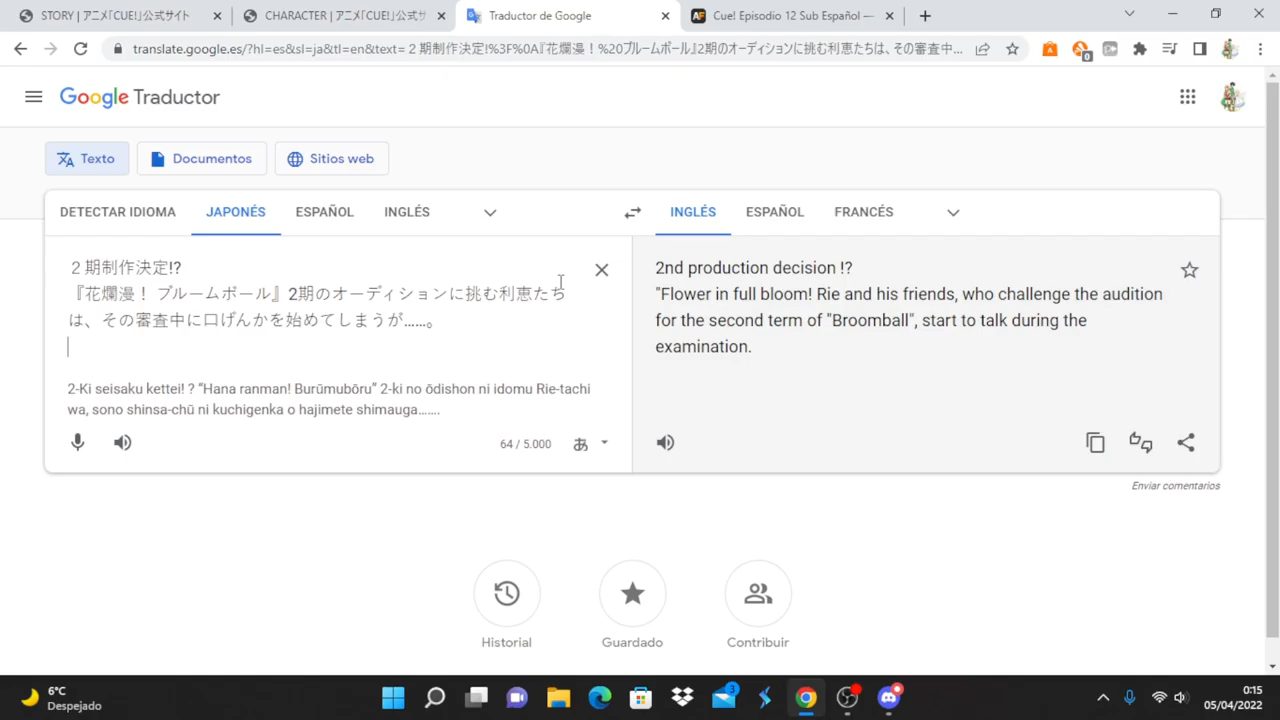 STORY | アニメ「CUE!」公式サイト
CHARACTER | アニメ「CUE!」公式サ
Traductor de Google
Cue! Episodio 12 Sub Español —
translate.google.es/?hl=es&sl=ja&tl=en&text=２期制作決定!%3F%0A『花爛漫！%20ブルームボール』2期のオーディションに挑む利恵たちは、その審査中...
0
Google Traductor
Texto
Documentos
Sitios web
DETECTAR IDIOMA
JAPONÉS
ESPAÑOL
INGLÉS
INGLÉS
ESPAÑOL
FRANCÉS
２期制作決定!?
『花爛漫！ ブルームボール』2期のオーディションに挑む利恵たち
は、その審査中に口げんかを始めてしまうが……。
2-Ki seisaku kettei! ? “Hana ranman! Burūmubōru” 2-ki no ōdishon ni idomu Rie-tachi
wa, sono shinsa-chū ni kuchigenka o hajimete shimauga…….
64 / 5.000
あ
2nd production decision !?
"Flower in full bloom! Rie and his friends, who challenge the audition
for the second term of "Broomball", start to talk during the
examination.
Enviar comentarios
Historial
Guardado
Contribuir
6°C
Despejado
3
0:15
05/04/2022